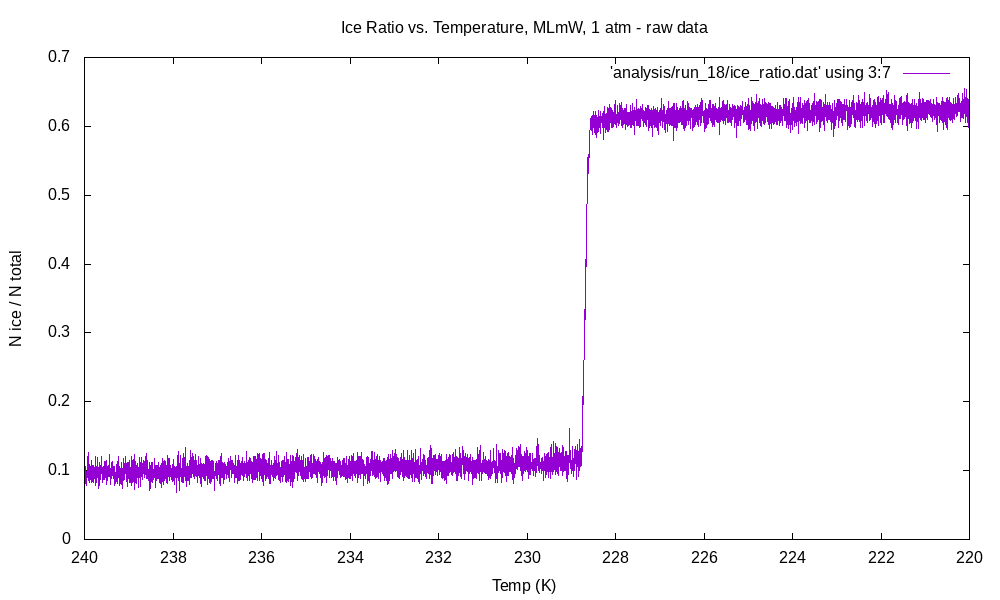 Ice Ratio vs. Temperature, MLmW, 1 atm - raw data
'analysis/run_18/ice_ratio.dat' using 3:7
N ice / N total
0.7
0.6
0.5
0.4
0.3
0.2
0.1
0
240 238 236 234 232 230 228 226 224 222 220
Temp (K)